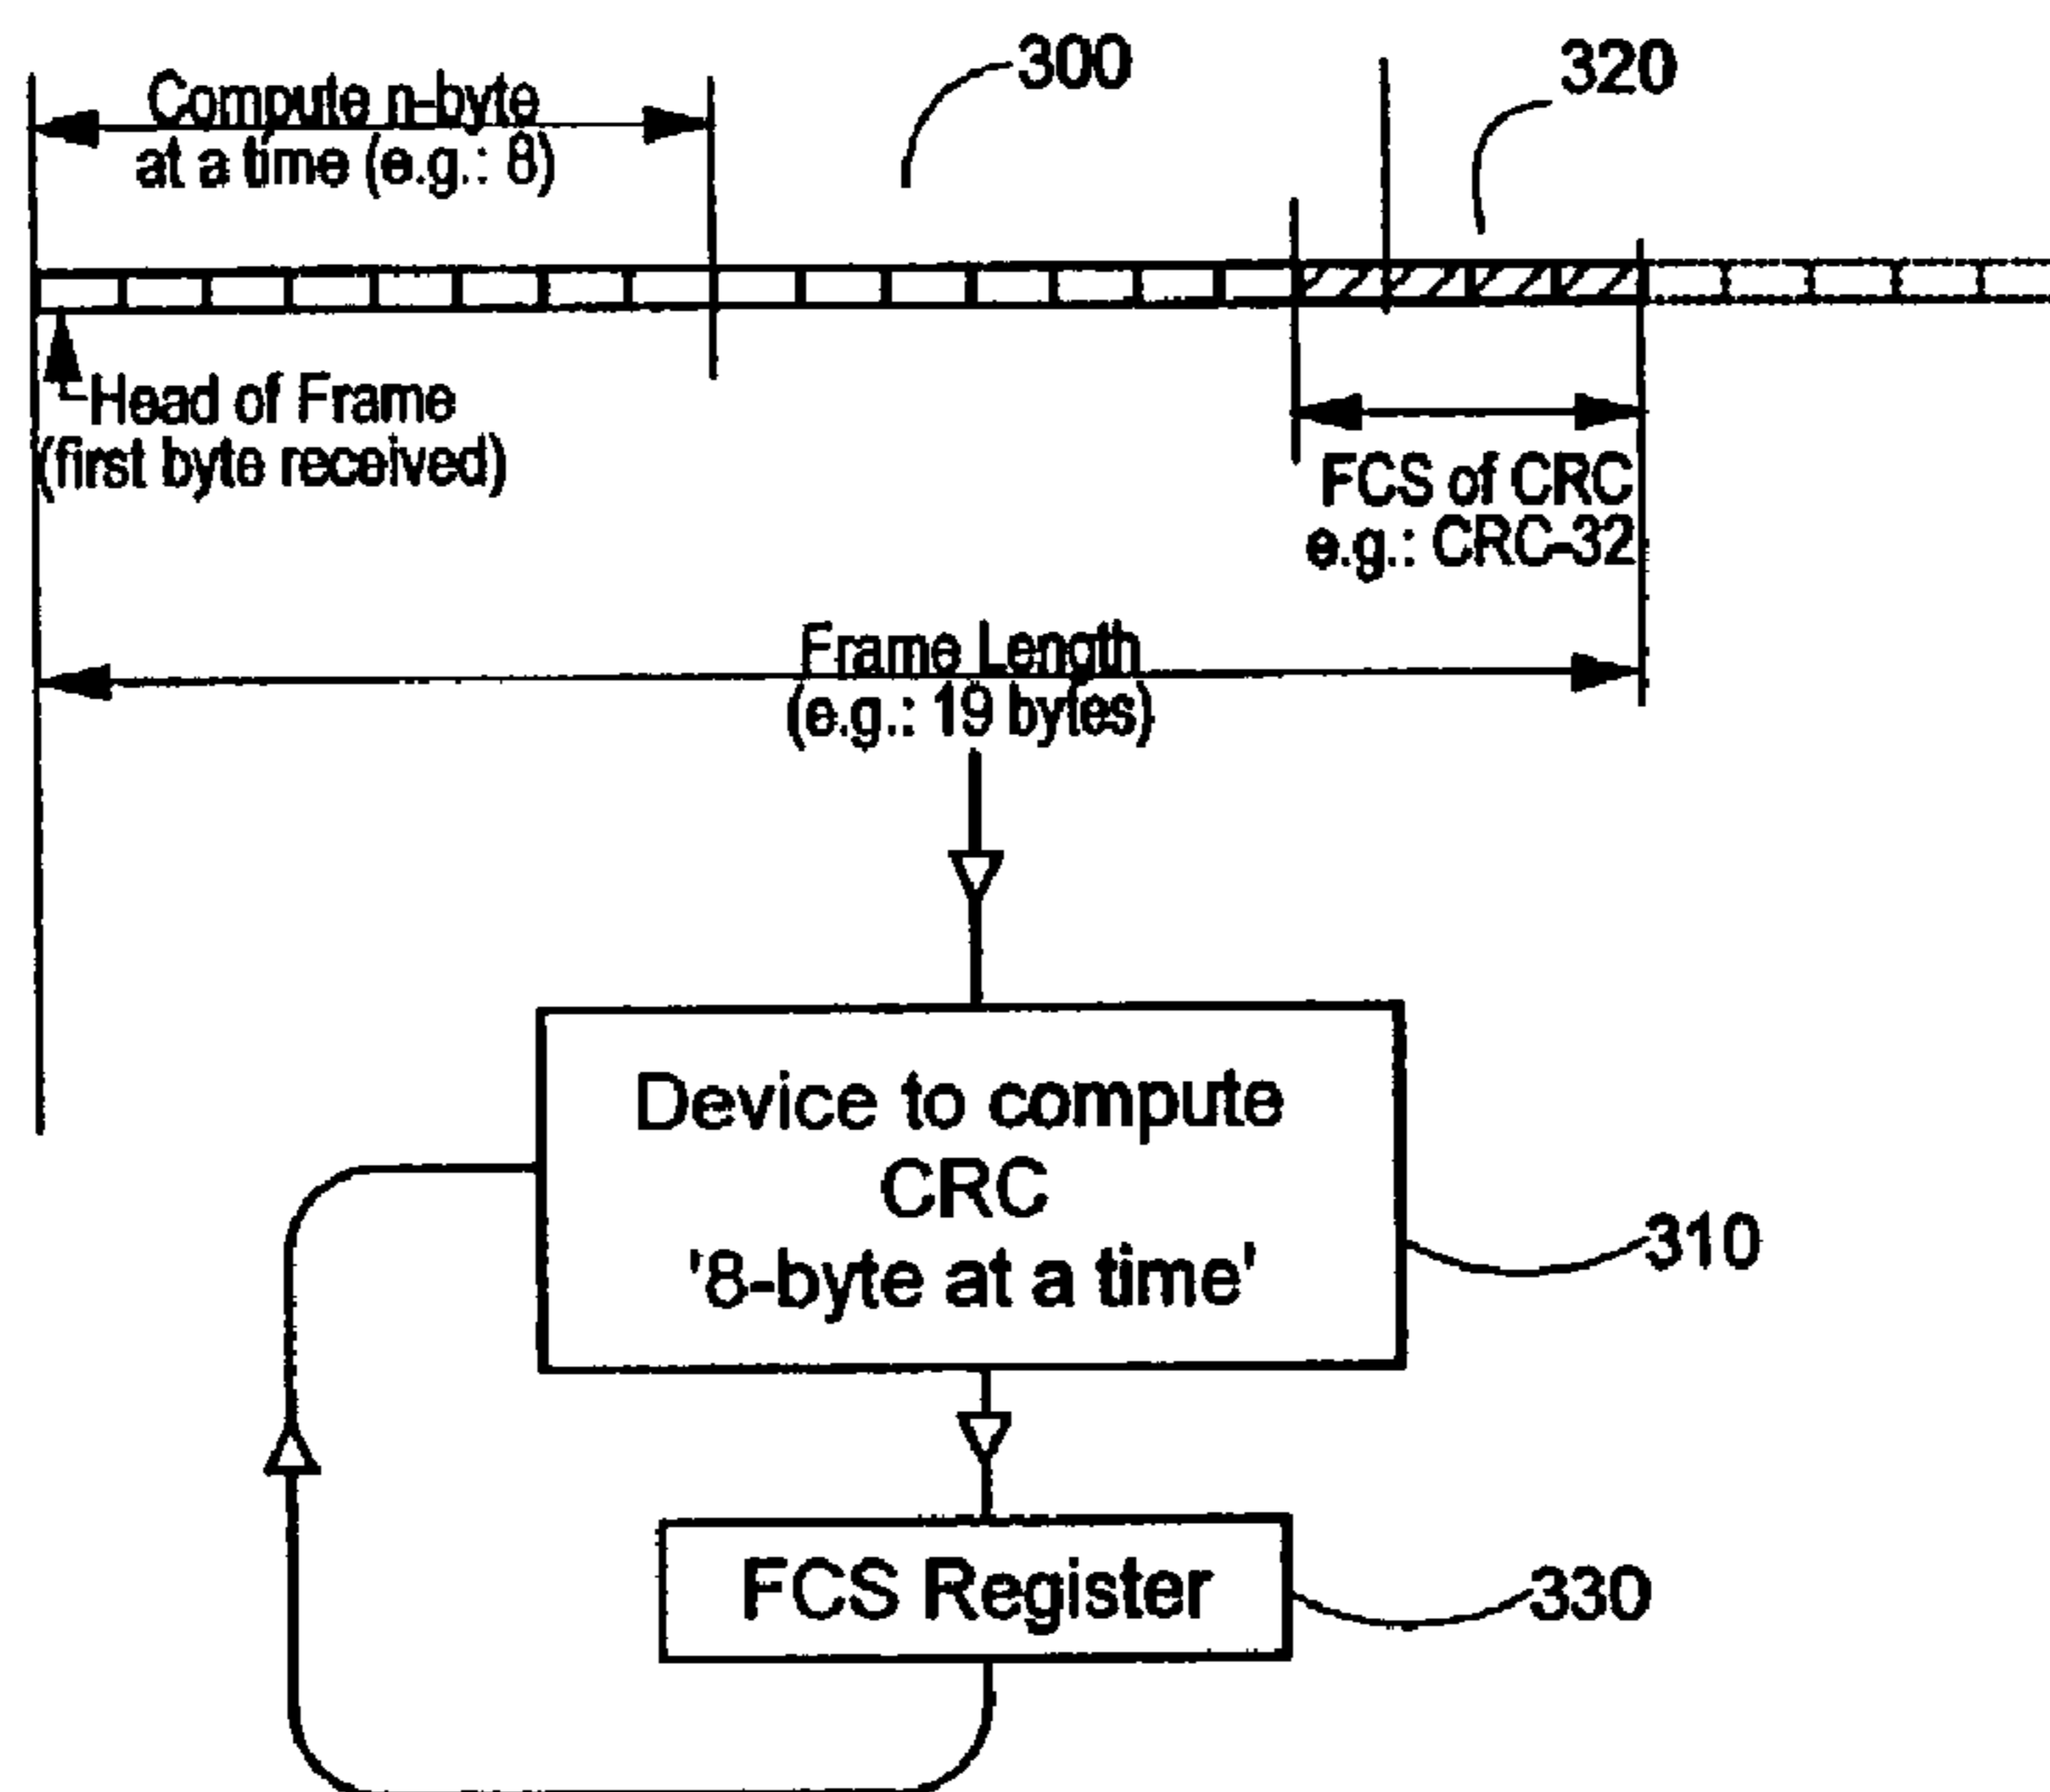 300
320
Compute n-byte
at a time (e.g.: 8)
Head of Frame
(first byte received)
FCS of CRC
e.g.: CRC-32
Frame Length
(e.g.: 19 bytes)
Device to compute
CRC
'8-byte at a time'
310
FCS Register
330